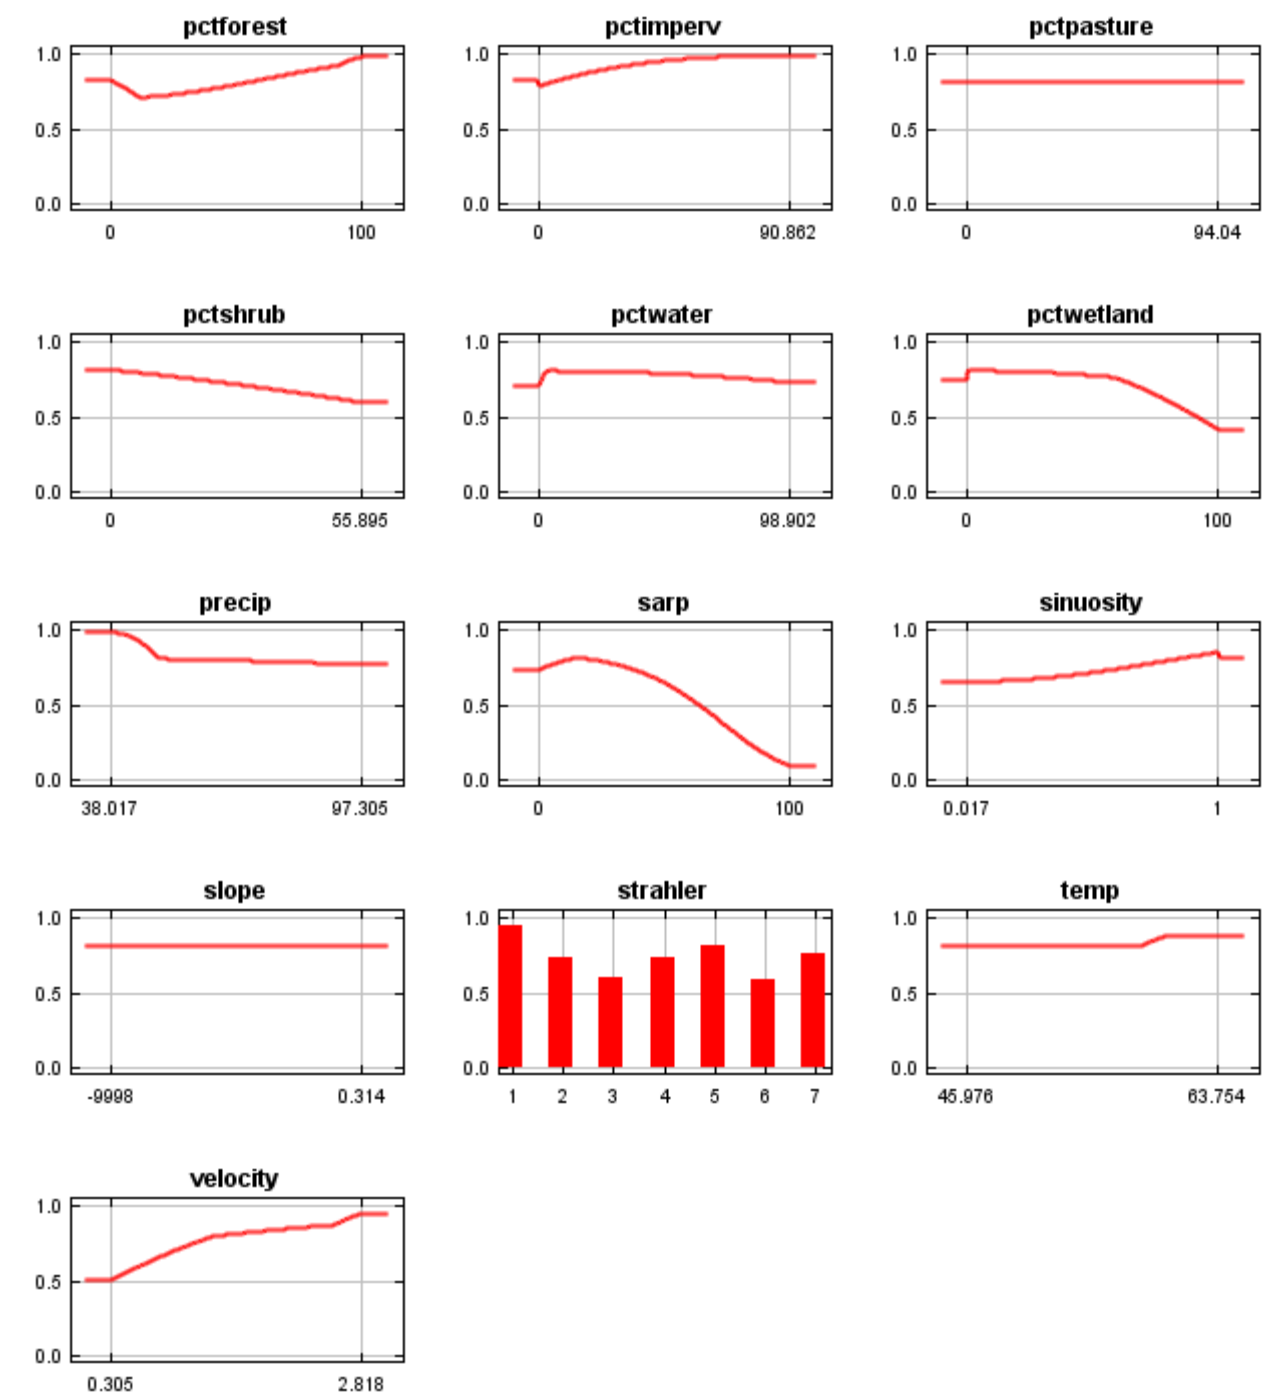 pctforest pctimperv pctpasture
1.0 1.0 1.0
0.5 0.5 0.5
0.0 0.0 0.0
0 100 0 90.862 0 94.04
pctshrub pctwater pctwetland
1.0 1.0 1.0
0.5 0.5 0.5
0.0 0.0 0.0
0 55.895 0 98.902 0 100
precip sarp sinuosity
1.0 1.0 1.0
0.5 0.5 0.5
0.0 0.0 0.0
38.017 97.305 0 100 0.017 1
slope strahler temp
1.0 1.0 1.0
0.5 0.5 0.5
0.0 0.0 0.0
-9998 0.314 1 2 3 4 5 6 7 45.976 63.754
velocity
1.0
0.5
0.0
0.305 2.818